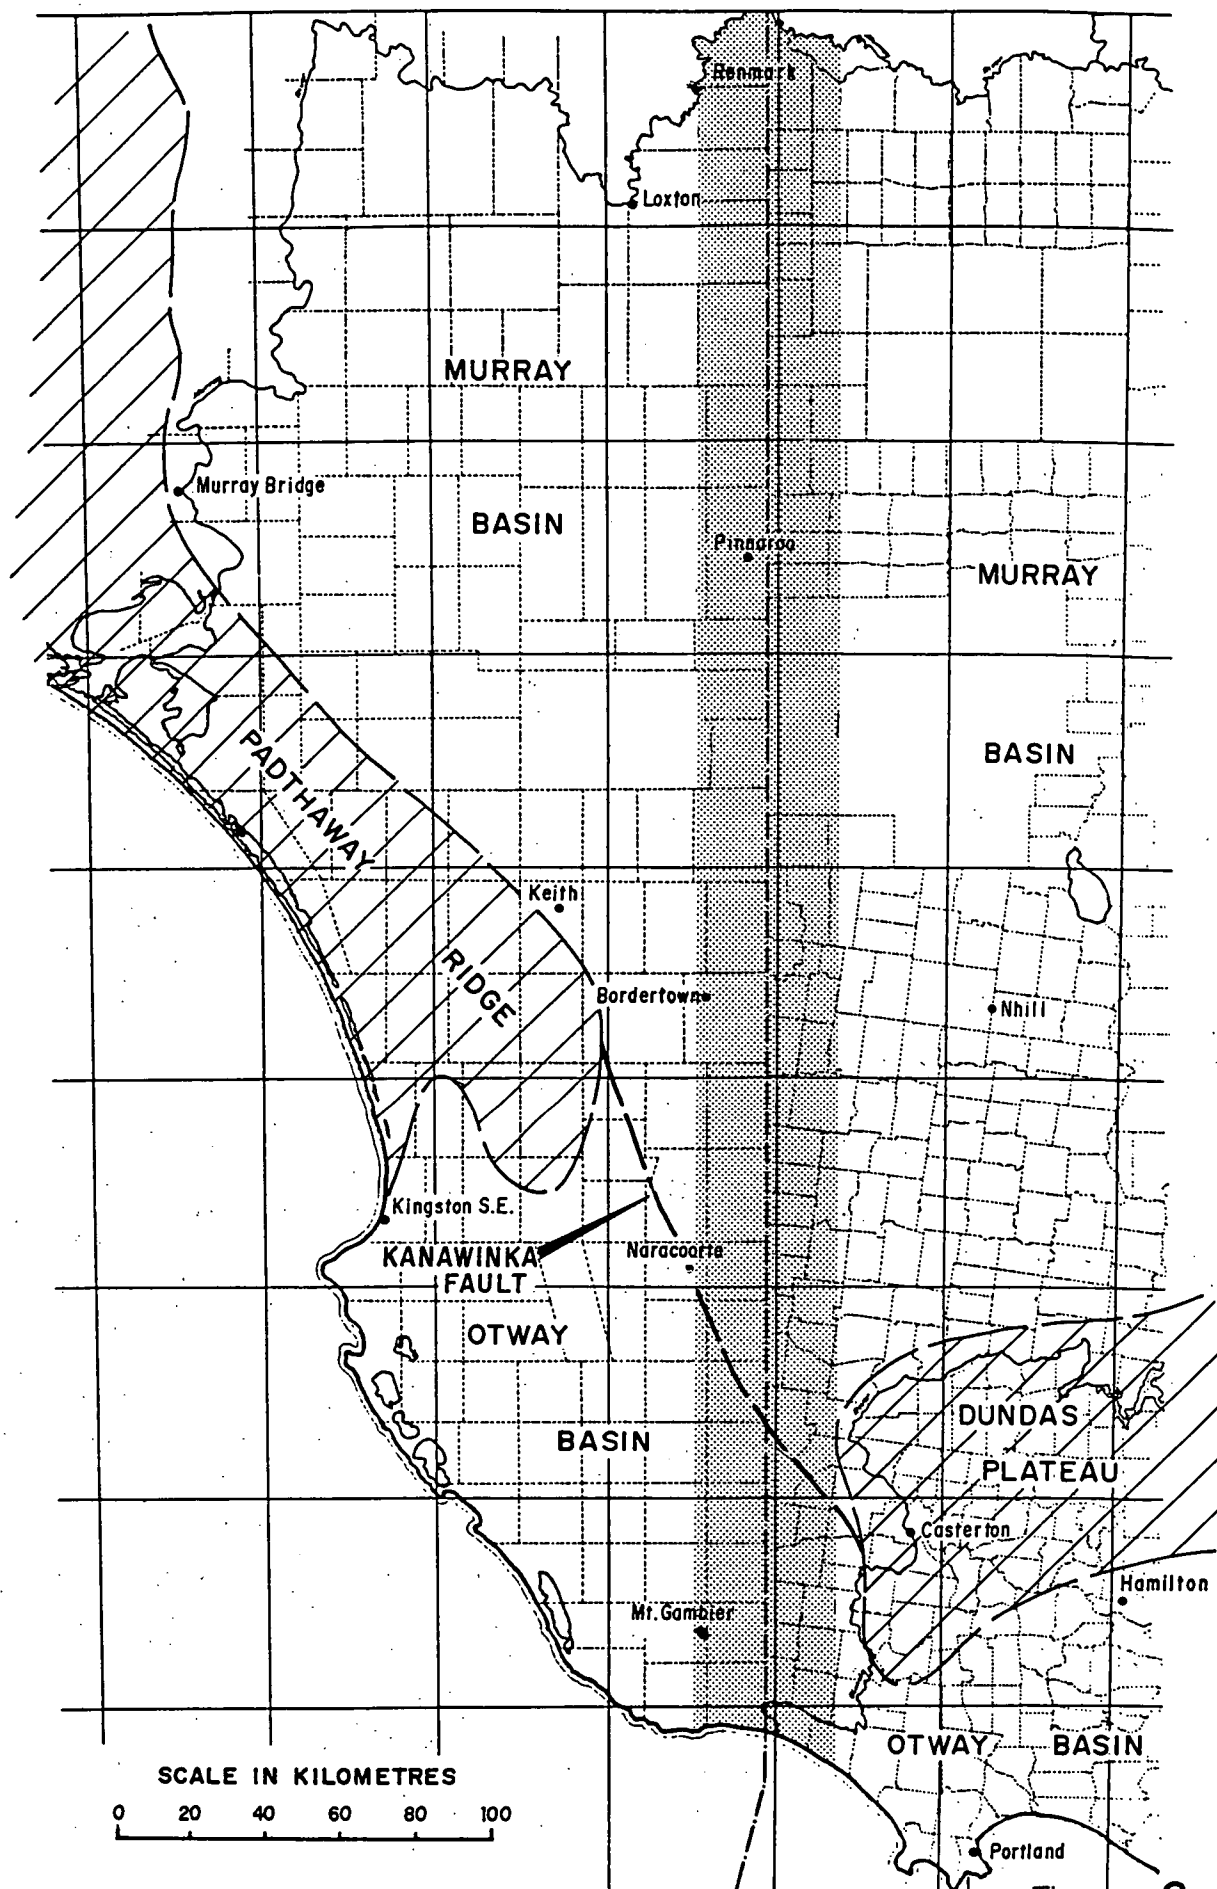 Renmark
Loxton
MURRAY
Murray Bridge
BASIN
Pinnaroo
MURRAY
PADTHAWAY
BASIN
Keith
RIDGE
Bordertown
Nhill
Kingston S.E.
KANAWINKA
FAULT
Naracoorte
OTWAY
DUNDAS
BASIN
PLATEAU
Casterton
Hamilton
Mt. Gambier
OTWAY BASIN
SCALE IN KILOMETRES
0 20 40 60 80 100
Portland